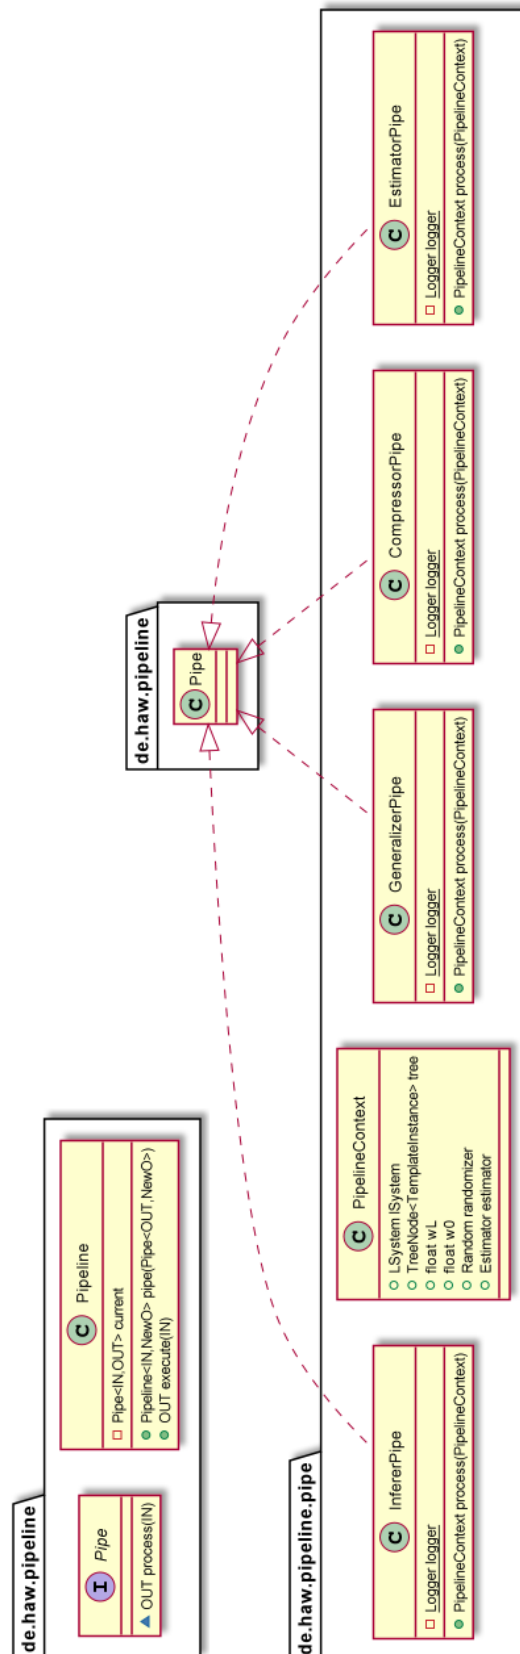 de.haw.pipeline
I Pipe
OUT process(IN)
C Pipeline
Pipe<IN,OUT> current
Pipeline<IN,NewO> pipe(Pipe<OUT,NewO>)
OUT execute(IN)
de.haw.pipeline
C Pipe
de.haw.pipeline.pipe
C InfererPipe
Logger logger
PipelineContext process(PipelineContext)
C PipelineContext
LSystem lSystem
TreeNode<TemplateInstance> tree
float wL
float w0
Random randomizer
Estimator estimator
C GeneralizerPipe
Logger logger
PipelineContext process(PipelineContext)
C CompressorPipe
Logger logger
PipelineContext process(PipelineContext)
C EstimatorPipe
Logger logger
PipelineContext process(PipelineContext)